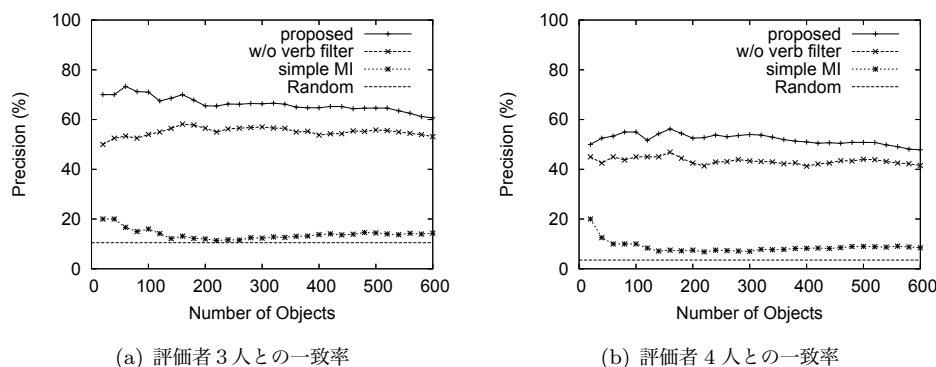 100
80
60
40
20
0
Precision (%)
proposed
w/o verb filter
simple MI
Random
0 100 200 300 400 500 600
Number of Objects
(a) 評価者 3 人との一致率
100
80
60
40
20
0
Precision (%)
proposed
w/o verb filter
simple MI
Random
0 100 200 300 400 500 600
Number of Objects
(b) 評価者 4 人との一致率